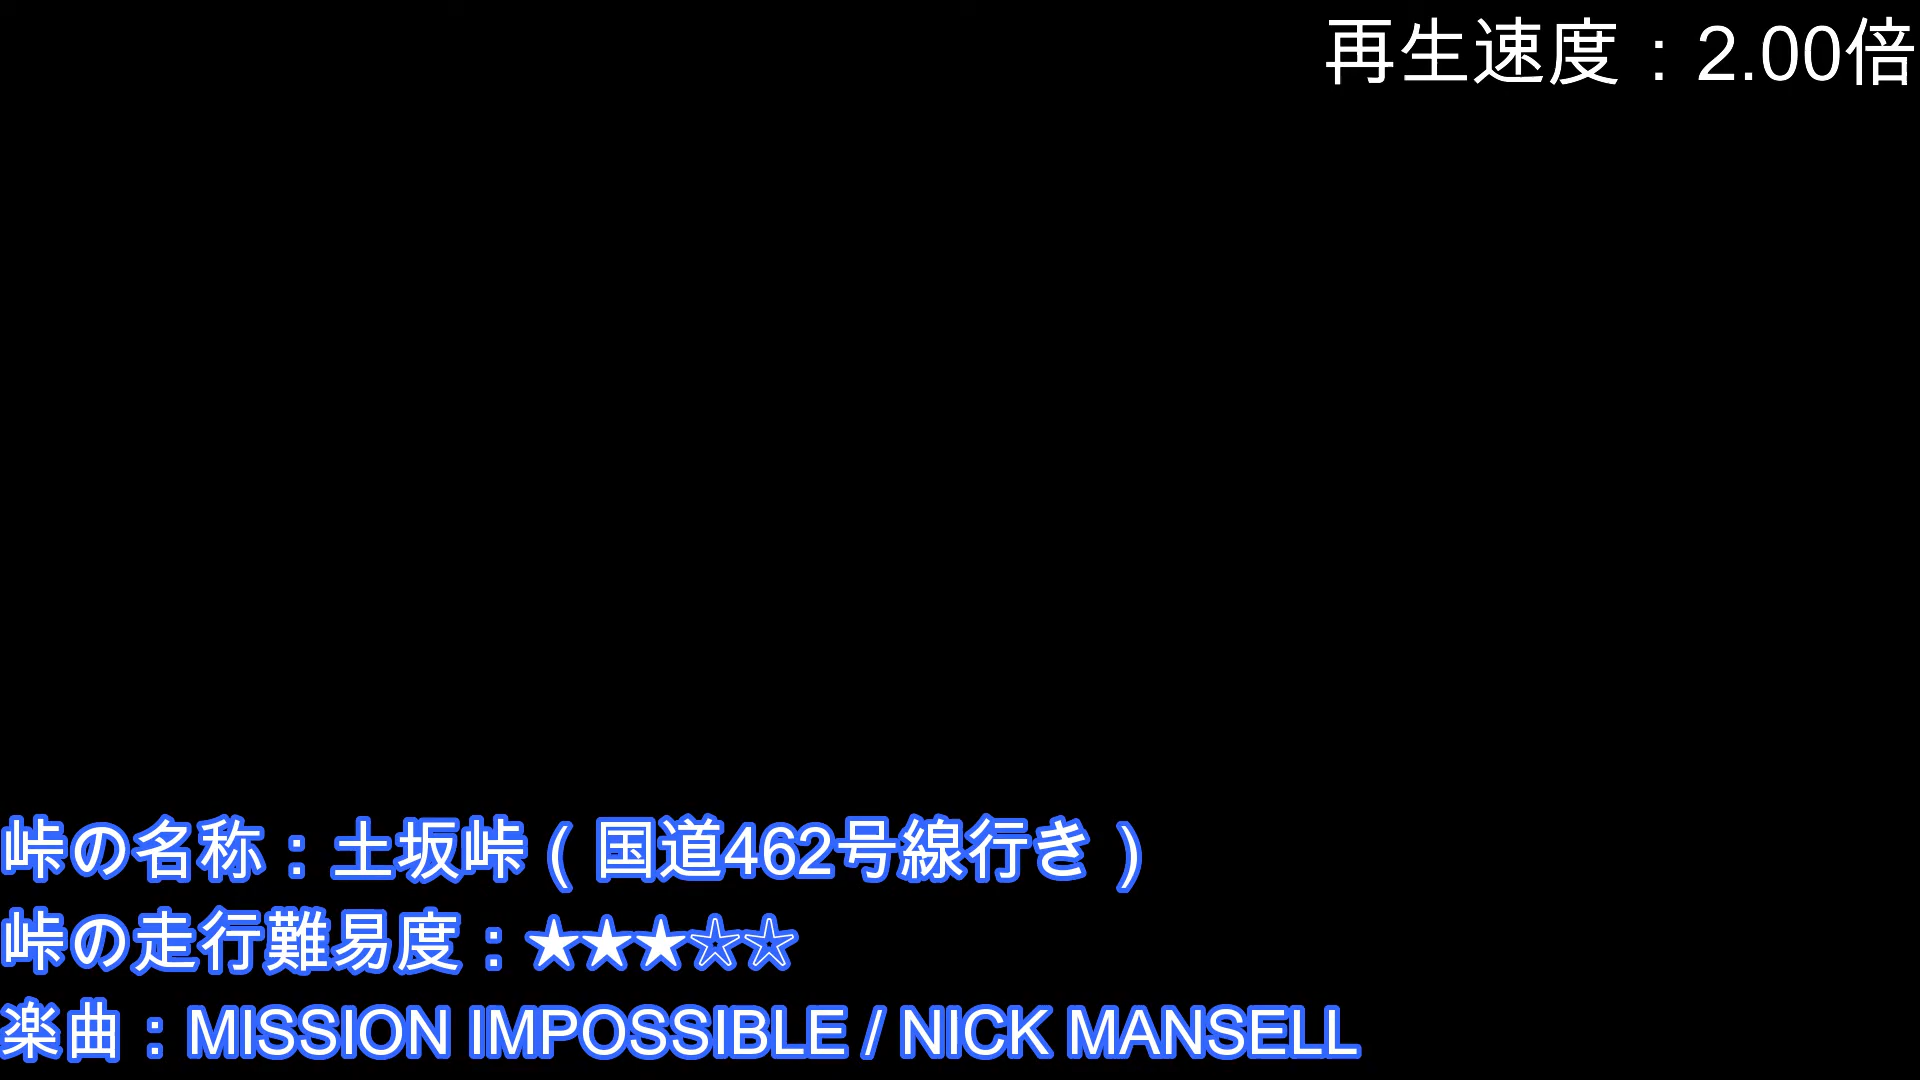 再生速度：2.00倍
峠の名称：土坂峠（国道462号線行き）
峠の走行難易度：★★★☆☆
楽曲：MISSION IMPOSSIBLE / NICK MANSELL